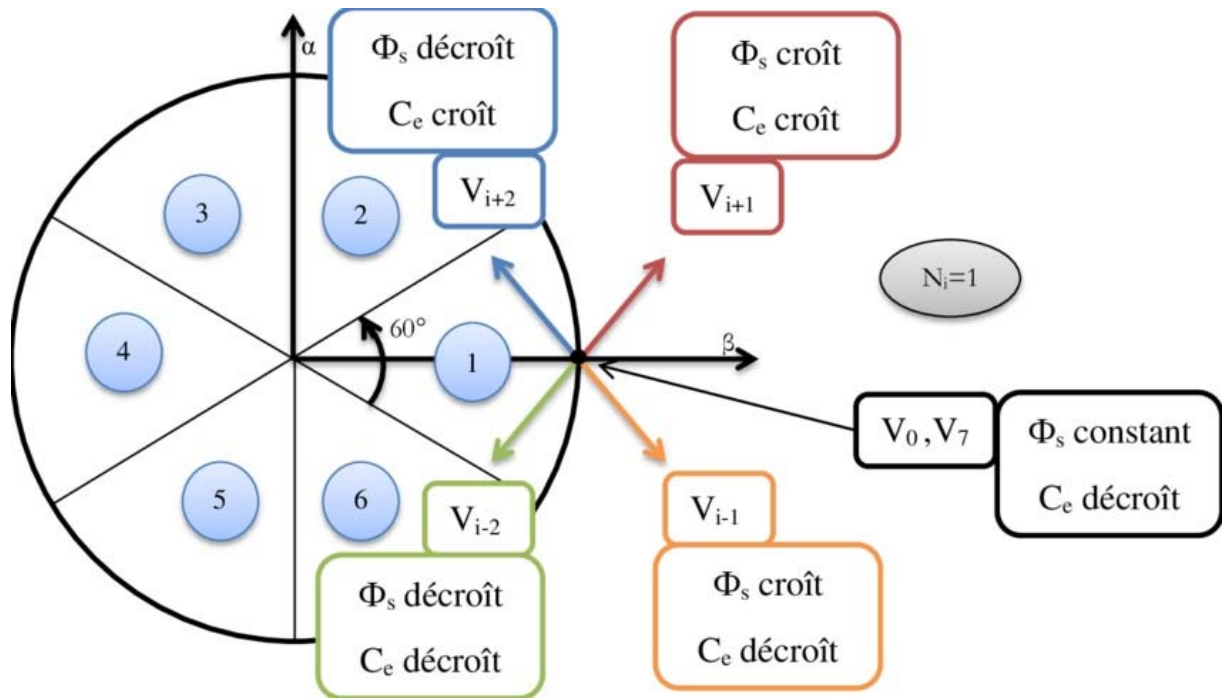 α
Φs décroît
Ce croît
Vi+2
Φs croît
Ce croît
Vi+1
3
2
Ni=1
60°
4
1
β
V0 ,V7
Φs constant
Ce décroît
5
6
Vi-2
Φs décroît
Ce décroît
Vi-1
Φs croît
Ce décroît